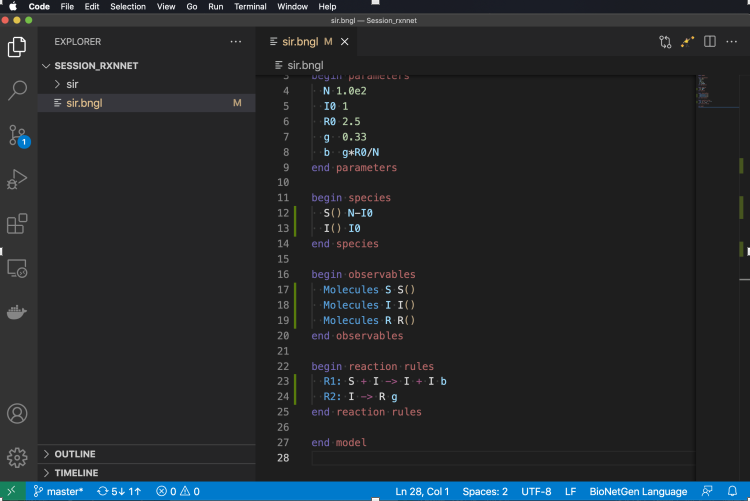 Code File Edit Selection View Go Run Terminal Window Help
sir.bngl — Session_rxnnet
EXPLORER
SESSION_RXNNET
sir
sir.bngl M
OUTLINE
TIMELINE
sir.bngl M
sir.bngl
3 begin parameters
4 N 1.0e2
5 I0 1
6 R0 2.5
7 g 0.33
8 b g*R0/N
9 end parameters
10
11 begin species
12 S() N-I0
13 I() I0
14 end species
15
16 begin observables
17 Molecules S S()
18 Molecules I I()
19 Molecules R R()
20 end observables
21
22 begin reaction rules
23 R1: S + I -> I + I b
24 R2: I -> R g
25 end reaction rules
26
27 end model
28
1
master* 5↓ 1↑ 0 0 Ln 28, Col 1 Spaces: 2 UTF-8 LF BioNetGen Language